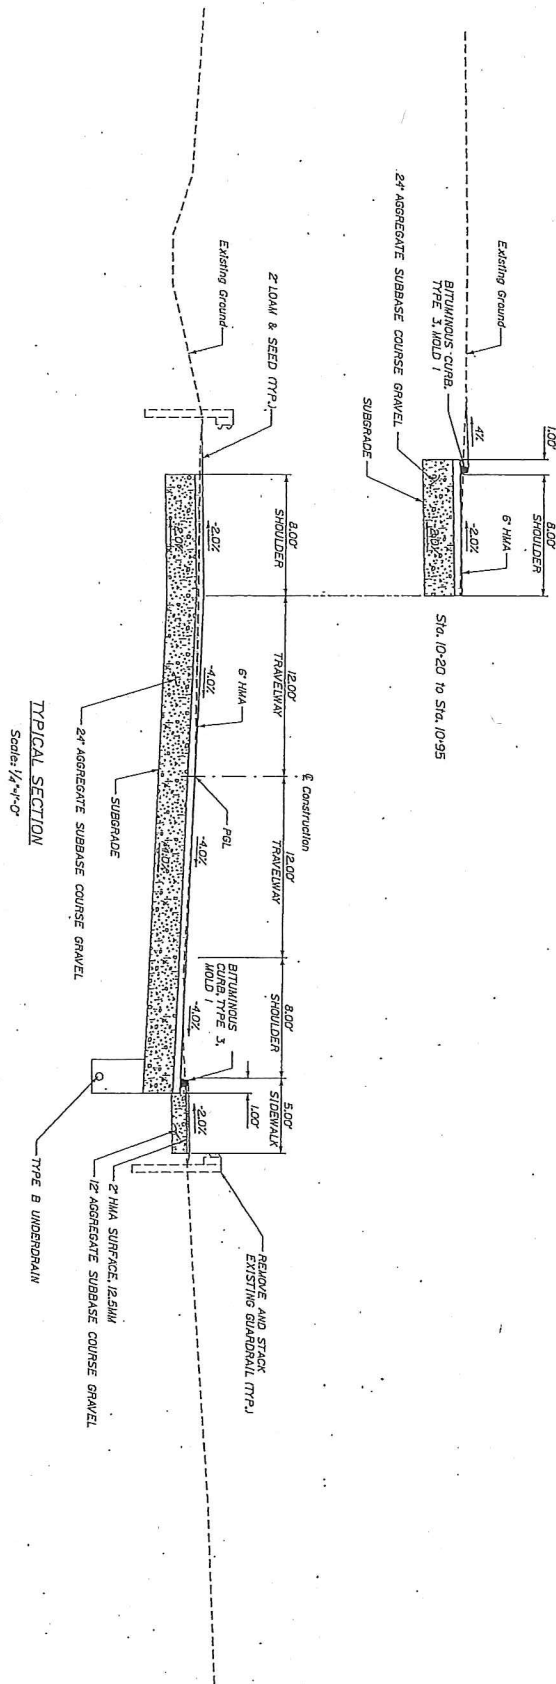 1.00'
8.00'
SHOULDER
Existing Ground
4%
-2.0%
6" HMA
BITUMINOUS CURB,
TYPE 3, MOLD 1
24" AGGREGATE SUBBASE COURSE GRAVEL
SUBGRADE
Sta. 10+20 to Sta. 10+95
8.00'
SHOULDER
12.00'
TRAVELWAY
℄ Construction
12.00'
TRAVELWAY
8.00'
SHOULDER
5.00'
SIDEWALK
1.00'
REMOVE AND STACK
EXISTING GUARDRAIL (TYP.)
2" LOAM & SEED (TYP.)
Existing Ground
-2.0%
-2.0%
-4.0%
6" HMA
PGL
-4.0%
-4.0%
BITUMINOUS
CURB, TYPE 3,
MOLD 1
-4.0%
-2.0%
2" HMA SURFACE, 12.5MM
12" AGGREGATE SUBBASE COURSE GRAVEL
TYPE B UNDERDRAIN
SUBGRADE
24" AGGREGATE SUBBASE COURSE GRAVEL
TYPICAL SECTION
Scale: 1/4"=1'-0"